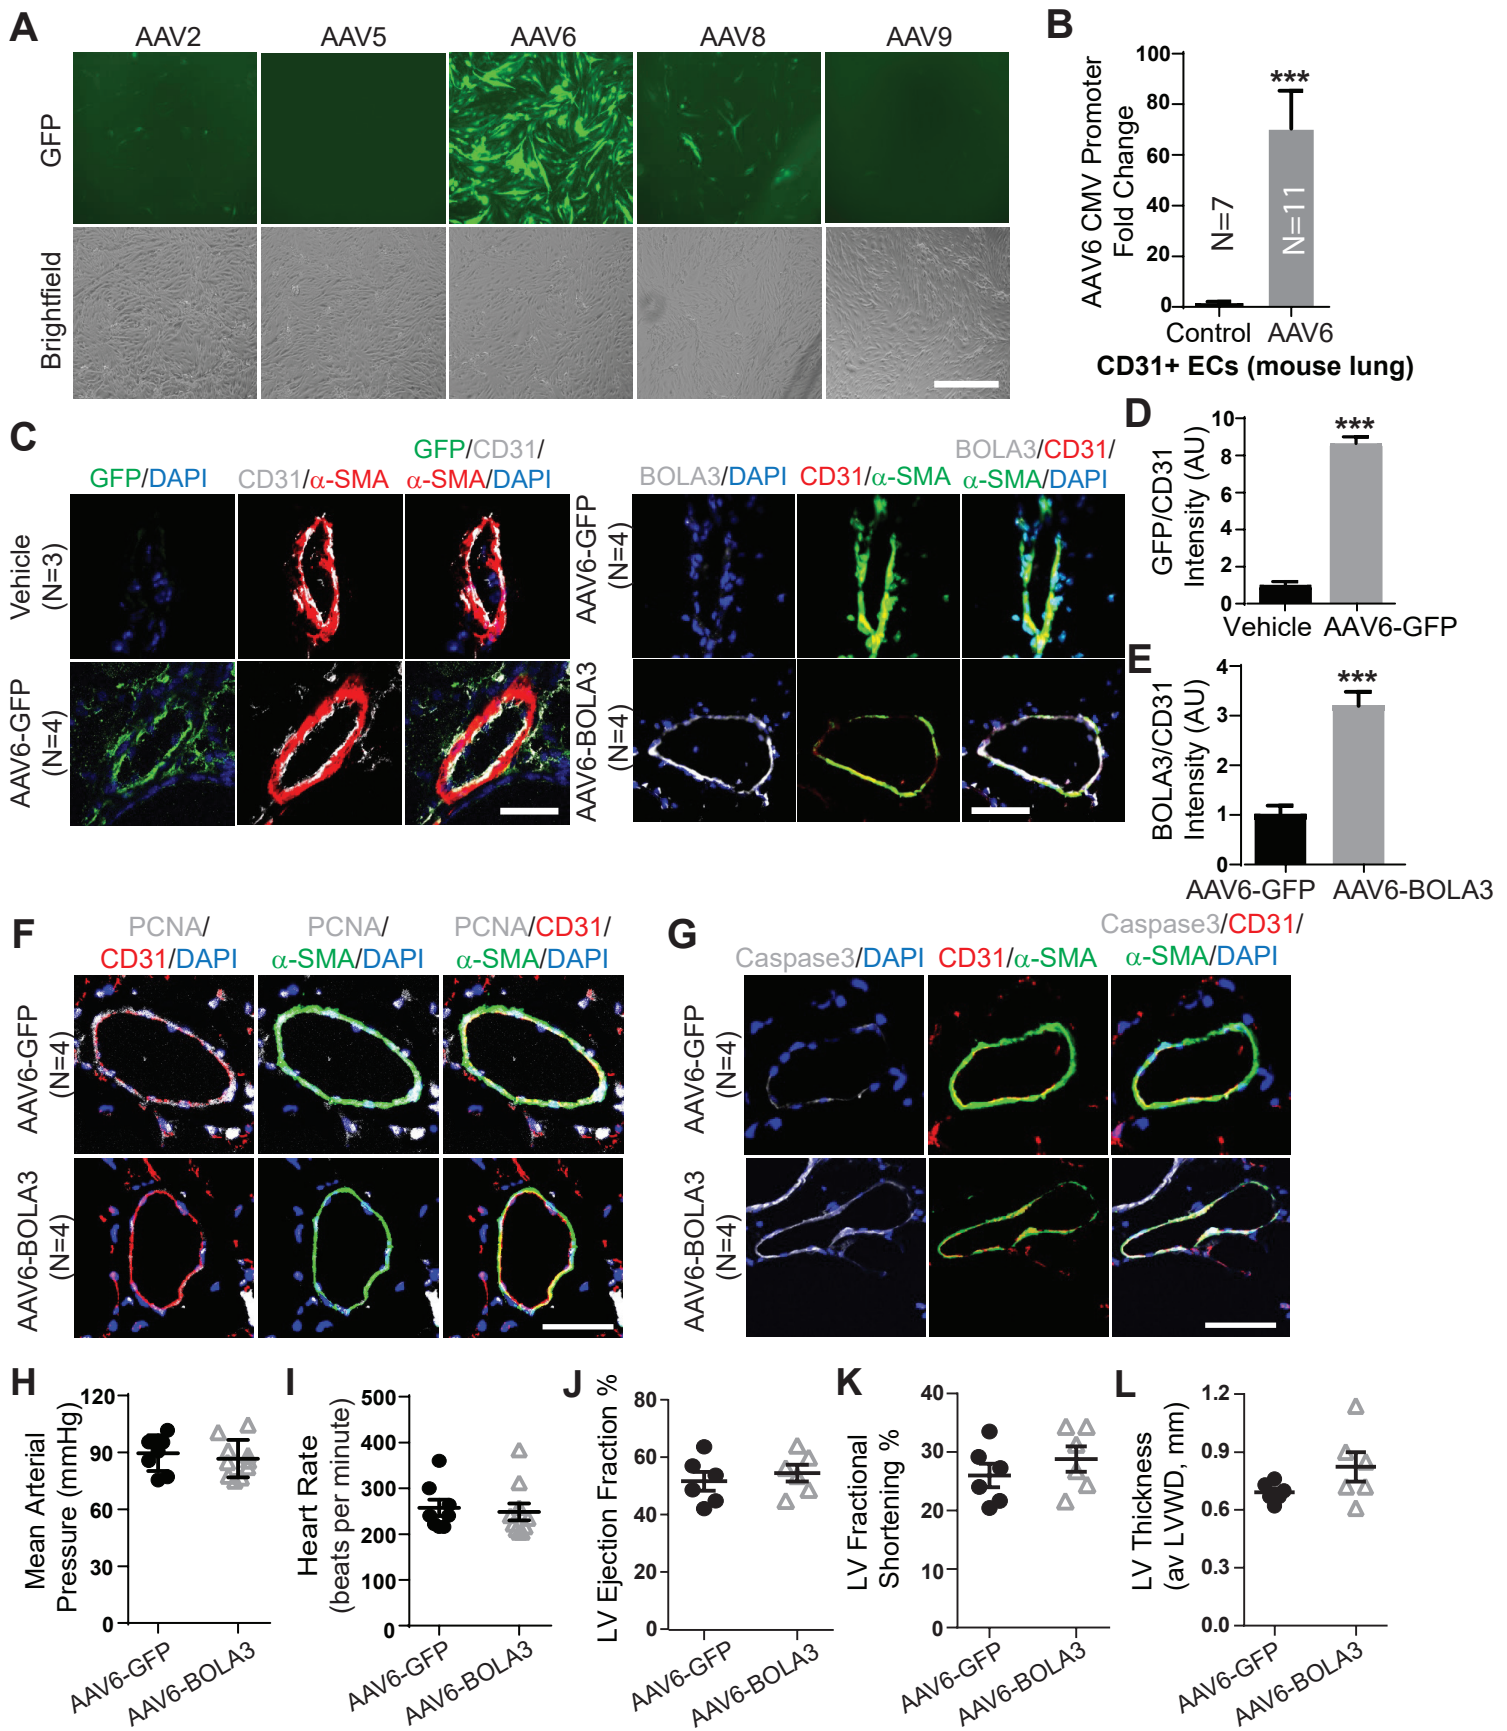 A
AAV2 AAV5 AAV6 AAV8 AAV9
GFP
Brightfield
B
AAV6 CMV Promoter
Fold Change
100
80
60
40
20
0
***
N=7
N=11
Control AAV6
CD31+ ECs (mouse lung)
C
GFP/DAPI
CD31/α-SMA
GFP/CD31/
α-SMA/DAPI
Vehicle
(N=3)
AAV6-GFP
(N=4)
BOLA3/DAPI
CD31/α-SMA
BOLA3/CD31/
α-SMA/DAPI
AAV6-GFP
(N=4)
AAV6-BOLA3
(N=4)
D
GFP/CD31
Intensity (AU)
10
8
6
4
2
0
***
Vehicle AAV6-GFP
E
BOLA3/CD31
Intensity (AU)
4
3
2
1
0
***
AAV6-GFP AAV6-BOLA3
F
PCNA/
CD31/DAPI
PCNA/
α-SMA/DAPI
PCNA/CD31/
α-SMA/DAPI
AAV6-GFP
(N=4)
AAV6-BOLA3
(N=4)
G
Caspase3/DAPI
CD31/α-SMA
Caspase3/CD31/
α-SMA/DAPI
AAV6-GFP
(N=4)
AAV6-BOLA3
(N=4)
H
Mean Arterial
Pressure (mmHg)
120
90
60
30
0
AAV6-GFP
AAV6-BOLA3
I
Heart Rate
(beats per minute)
500
400
300
200
100
0
AAV6-GFP
AAV6-BOLA3
J
LV Ejection Fraction %
80
60
40
20
0
AAV6-GFP
AAV6-BOLA3
K
LV Fractional
Shortening %
40
30
20
10
0
AAV6-GFP
AAV6-BOLA3
L
LV Thickness
(av LVWD, mm)
1.2
0.9
0.6
0.3
0.0
AAV6-GFP
AAV6-BOLA3